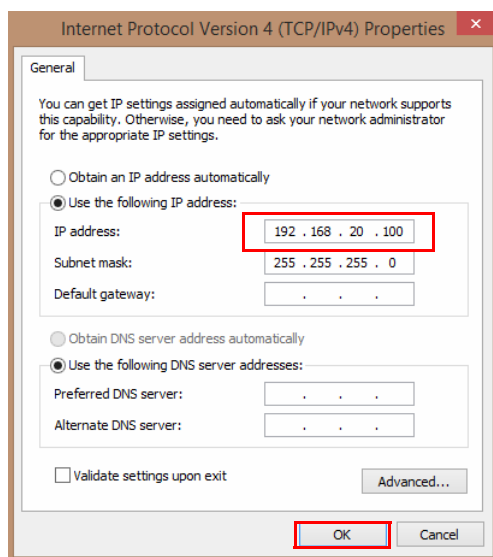 Internet Protocol Version 4 (TCP/IPv4) Properties
General
You can get IP settings assigned automatically if your network supports
this capability. Otherwise, you need to ask your network administrator
for the appropriate IP settings.
Obtain an IP address automatically
Use the following IP address:
IP address: 192 . 168 . 20 . 100
Subnet mask: 255 . 255 . 255 . 0
Default gateway: . . .
Obtain DNS server address automatically
Use the following DNS server addresses:
Preferred DNS server: . . .
Alternate DNS server: . . .
Validate settings upon exit
Advanced...
OK Cancel